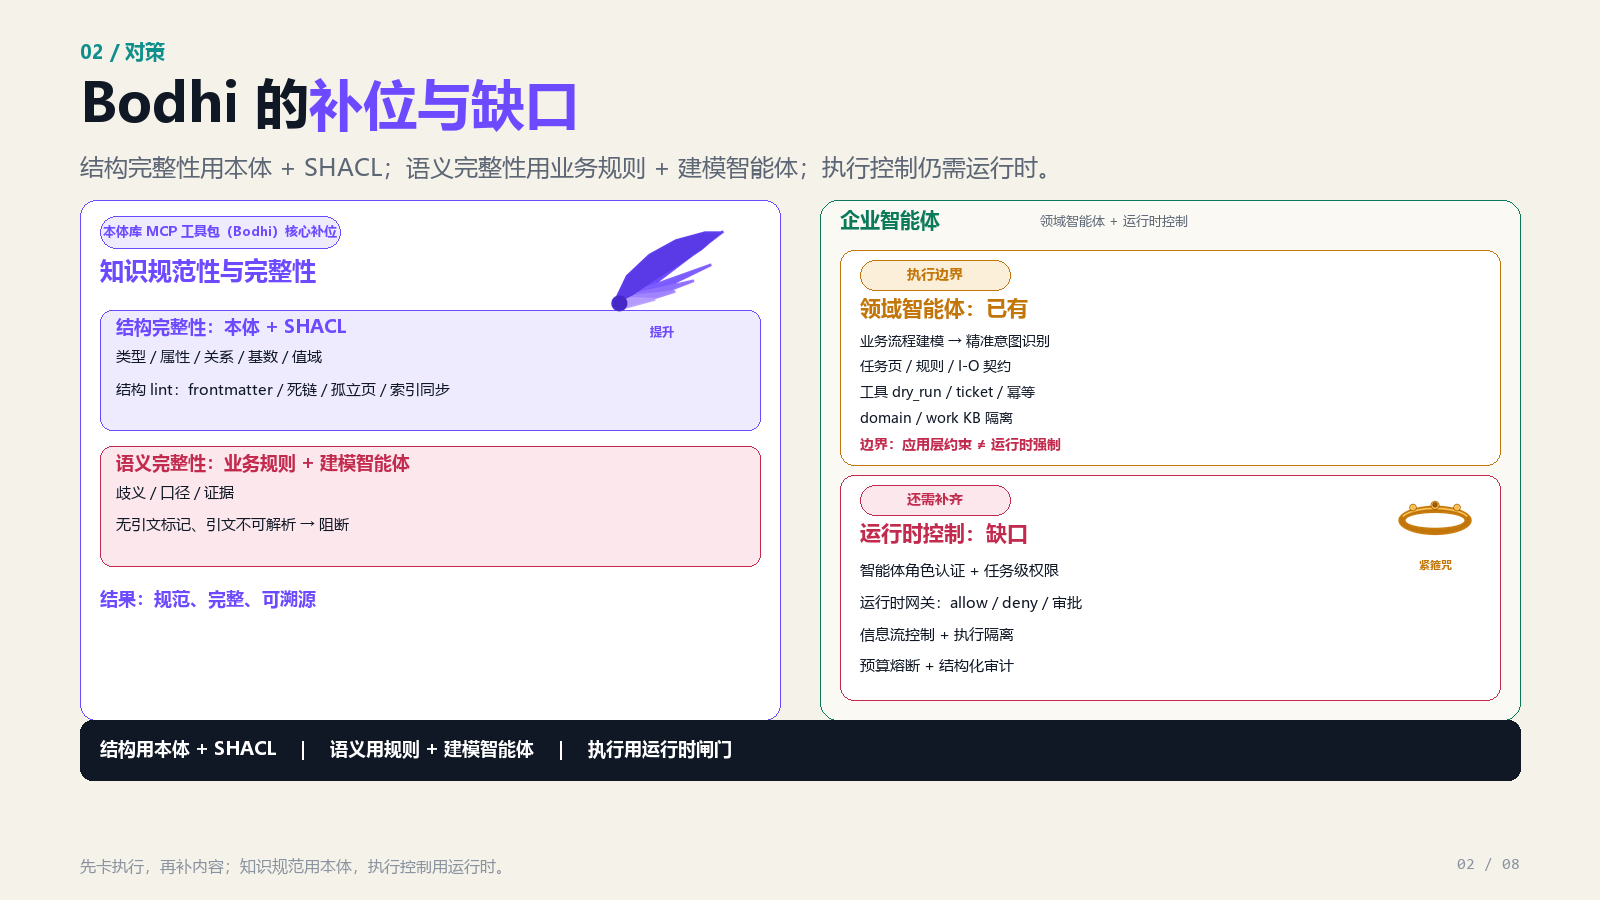 02 / 对策
Bodhi 的补位与缺口
结构完整性用本体 + SHACL；语义完整性用业务规则 + 建模智能体；执行控制仍需运行时。
本体库 MCP 工具包（Bodhi）核心补位
知识规范性与完整性
提升
结构完整性：本体 + SHACL
类型 / 属性 / 关系 / 基数 / 值域
结构 lint：frontmatter / 死链 / 孤立页 / 索引同步
语义完整性：业务规则 + 建模智能体
歧义 / 口径 / 证据
无引文标记、引文不可解析 → 阻断
结果：规范、完整、可溯源
企业智能体
领域智能体 + 运行时控制
执行边界
领域智能体：已有
业务流程建模 → 精准意图识别
任务页 / 规则 / I-O 契约
工具 dry_run / ticket / 幂等
domain / work KB 隔离
边界：应用层约束 ≠ 运行时强制
还需补齐
运行时控制：缺口
紧箍咒
智能体角色认证 + 任务级权限
运行时网关：allow / deny / 审批
信息流控制 + 执行隔离
预算熔断 + 结构化审计
结构用本体 + SHACL | 语义用规则 + 建模智能体 | 执行用运行时闸门
先卡执行，再补内容；知识规范用本体，执行控制用运行时。
02 / 08